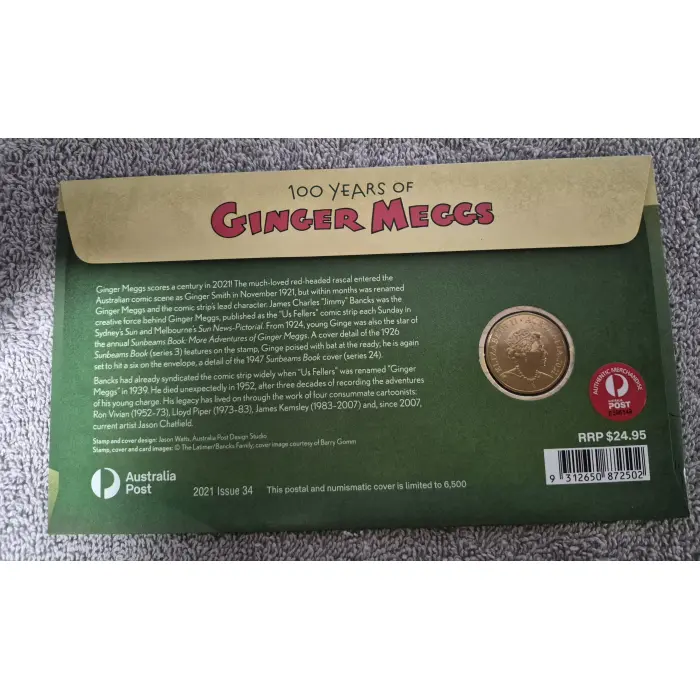 100 YEARS OF
GINGER MEGGS
Ginger Meggs scores a century in 2021! The much-loved red-headed rascal entered the
Australian comic scene as Ginger Smith in November 1921, but within months was renamed
Ginger Meggs and the comic strip's lead character. James Charles "Jimmy" Bancks was the
creative force behind Ginger Meggs, published as the "Us Fellers" comic strip each Sunday in
Sydney's Sun and Melbourne's Sun News-Pictorial. From 1924, young Ginge was also the star of
the annual Sunbeams Book: More Adventures of Ginger Meggs. A cover detail of the 1926
Sunbeams Book (series 3) features on the stamp, Ginge poised with bat at the ready; he is again
set to hit a six on the envelope, a detail of the 1947 Sunbeams Book cover (series 24).
Bancks had already syndicated the comic strip widely when "Us Fellers" was renamed "Ginger
Meggs" in 1939. He died unexpectedly in 1952, after three decades of recording the adventures
of his young charge. His legacy has lived on through the work of four consummate cartoonists:
Ron Vivian (1952–73), Lloyd Piper (1973–83), James Kemsley (1983–2007) and, since 2007,
current artist Jason Chatfield.
Stamp and cover design: Jason Watts, Australia Post Design Studio.
Stamp, cover and card images: © The Latimer/Bancks Family; cover image courtesy of Barry Gomm
Australia
Post
2021 Issue 34
This postal and numismatic cover is limited to 6,500
ELIZABETH II
AUSTRALIA
AUTHENTIC MERCHANDISE
POST
RRP $24.95
9 312650 872502